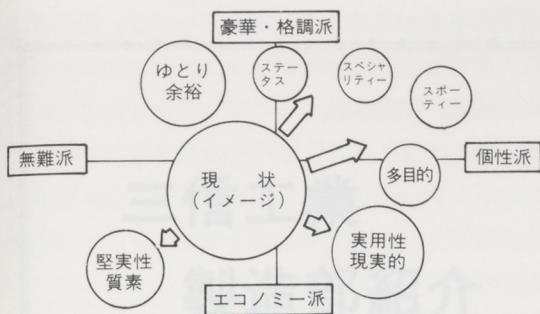 豪華・格調派
ゆとり
余裕
ステー
タス
スペシャ
リティー
スポー
ティー
無難派
現　状
（イメージ）
多目的
個性派
堅実性
質素
実用性
現実的
エコノミー派